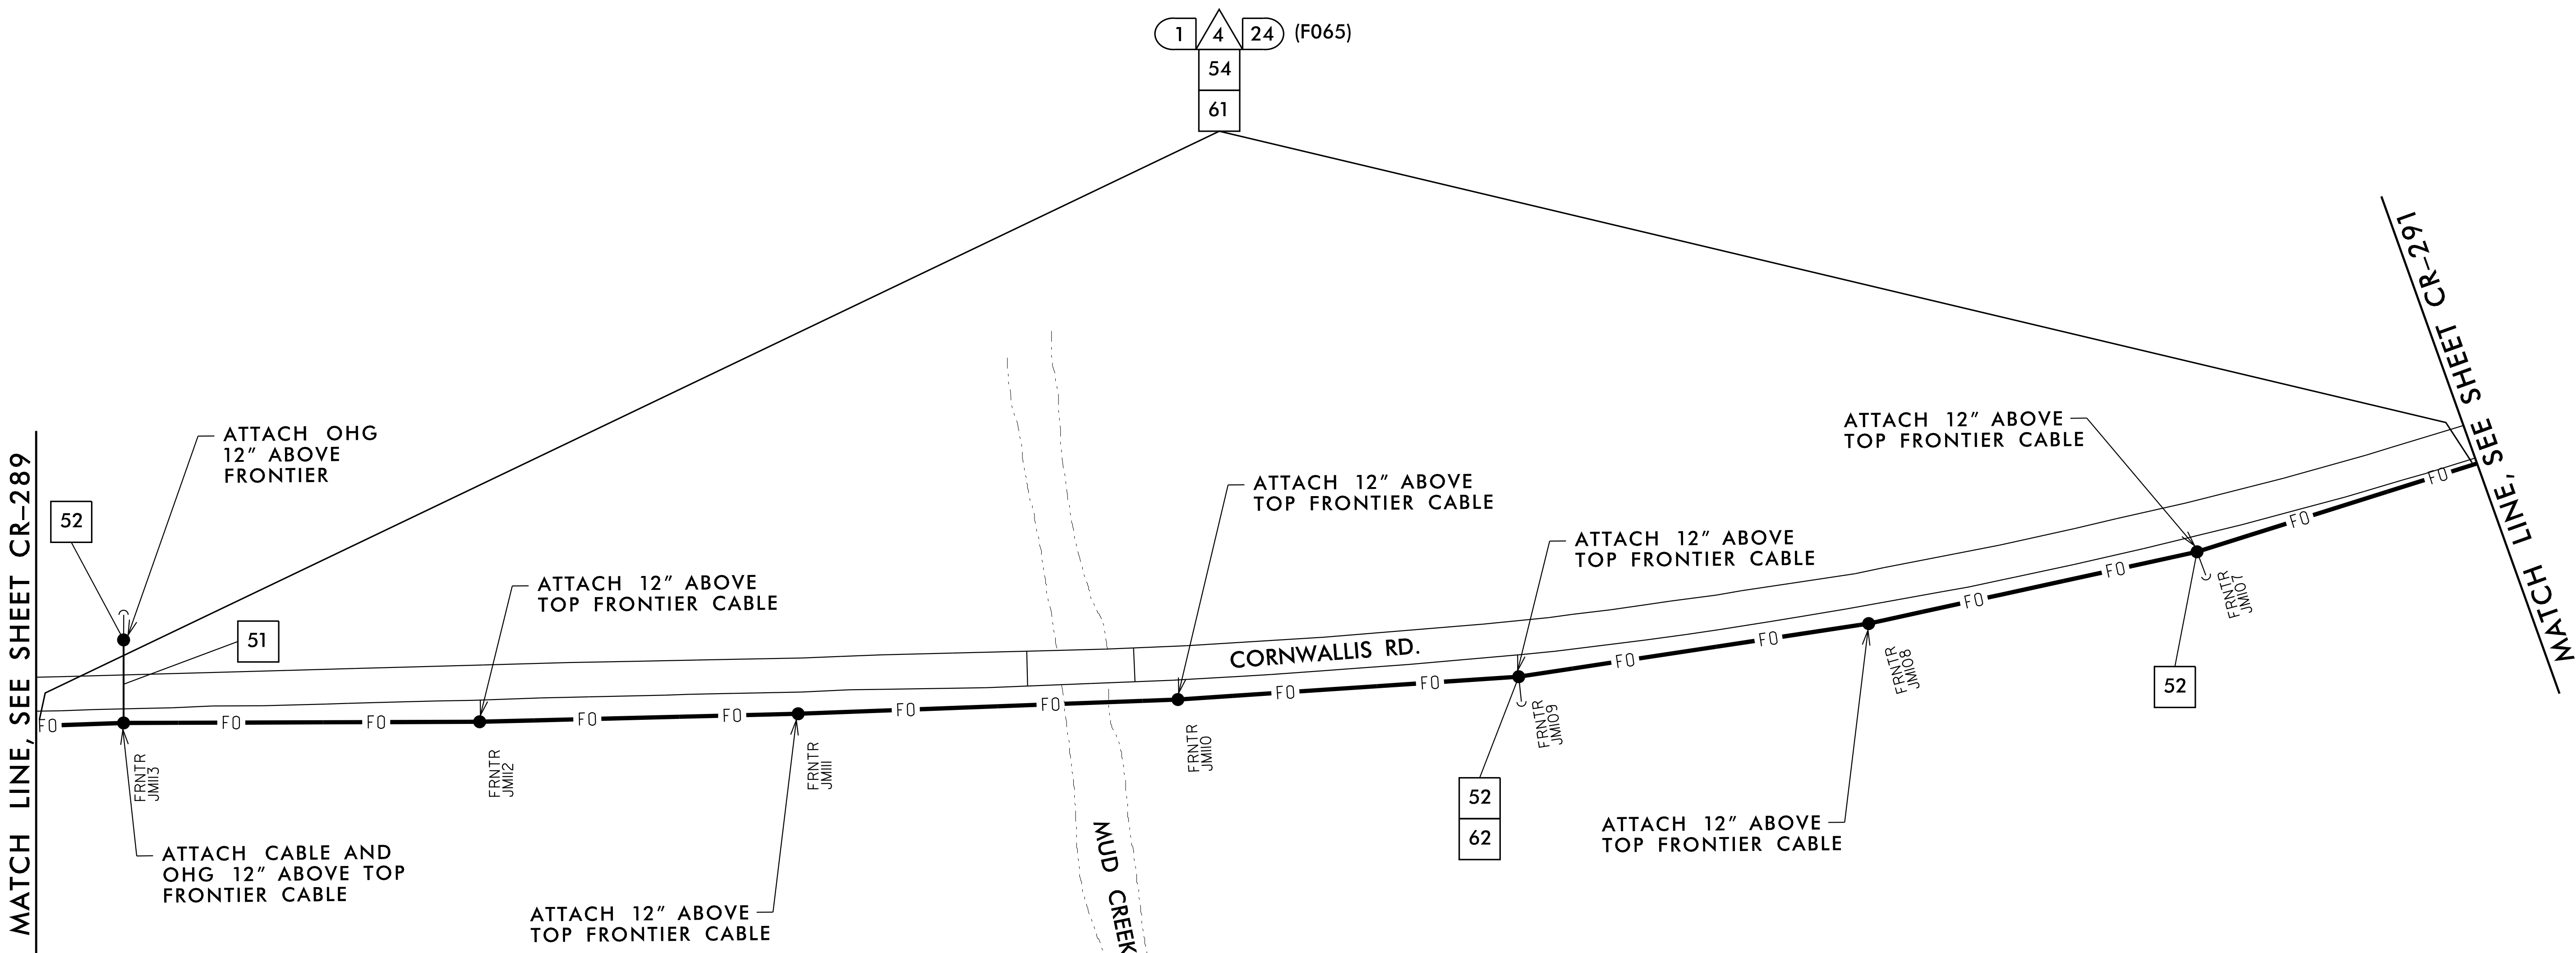 1 4 24 (F065)
54
61
MATCH LINE, SEE SHEET CR-289
ATTACH OHG
12" ABOVE
FRONTIER
52
51
ATTACH 12" ABOVE
TOP FRONTIER CABLE
ATTACH 12" ABOVE
TOP FRONTIER CABLE
ATTACH 12" ABOVE
TOP FRONTIER CABLE
ATTACH 12" ABOVE
TOP FRONTIER CABLE
MATCH LINE, SEE SHEET CR-291
CORNWALLIS RD.
FO FO FO FO FO FO FO FO FO FO FO FO FO FO FO
FRNTR
JM113
FRNTR
JM112
FRNTR
JM111
FRNTR
JM110
FRNTR
JM109
FRNTR
JM108
FRNTR
JM107
52
52
62
ATTACH CABLE AND
OHG 12" ABOVE TOP
FRONTIER CABLE
ATTACH 12" ABOVE
TOP FRONTIER CABLE
MUD CREEK
ATTACH 12" ABOVE
TOP FRONTIER CABLE